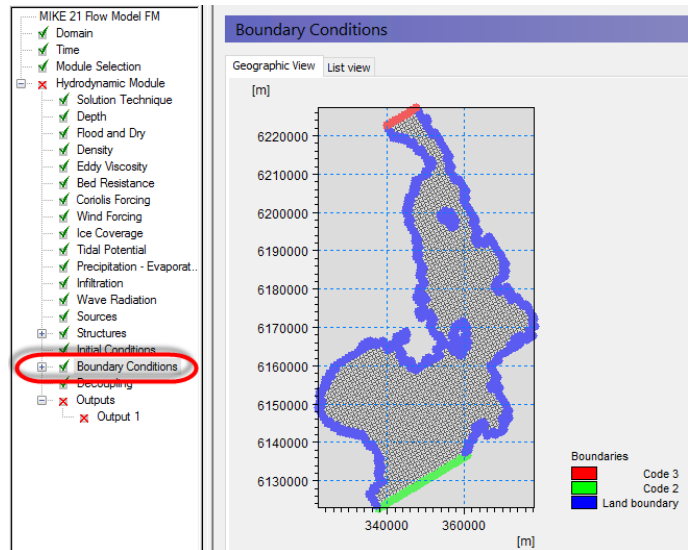 MIKE 21 Flow Model FM
Domain
Time
Module Selection
Hydrodynamic Module
Solution Technique
Depth
Flood and Dry
Density
Eddy Viscosity
Bed Resistance
Coriolis Forcing
Wind Forcing
Ice Coverage
Tidal Potential
Precipitation - Evaporat..
Infiltration
Wave Radiation
Sources
Structures
Initial Conditions
Boundary Conditions
Decoupling
Outputs
Output 1
Boundary Conditions
Geographic View List view
[m]
6220000
6210000
6200000
6190000
6180000
6170000
6160000
6150000
6140000
6130000
340000 360000
[m]
Boundaries
Code 3
Code 2
Land boundary